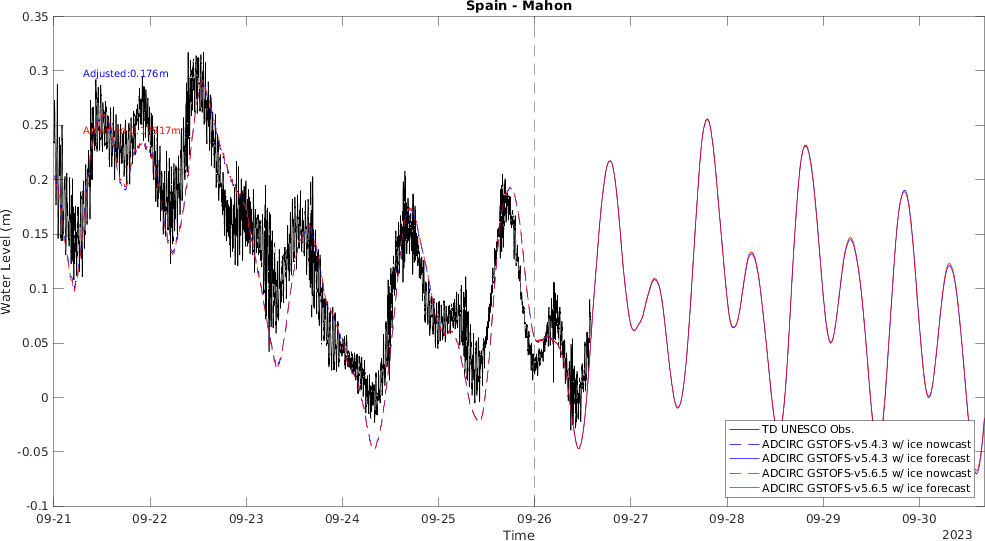 Spain - Mahon
0.35
0.3
0.25
0.2
0.15
0.1
0.05
0
-0.05
-0.1
Water Level (m)
Adjusted:0.176m
09-21
09-22
09-23
09-24
09-25
09-26
09-27
09-28
09-29
09-30
Time
2023
TD UNESCO Obs.
ADCIRC GSTOFS-v5.4.3 w/ ice nowcast
ADCIRC GSTOFS-v5.4.3 w/ ice forecast
ADCIRC GSTOFS-v5.6.5 w/ ice nowcast
ADCIRC GSTOFS-v5.6.5 w/ ice forecast